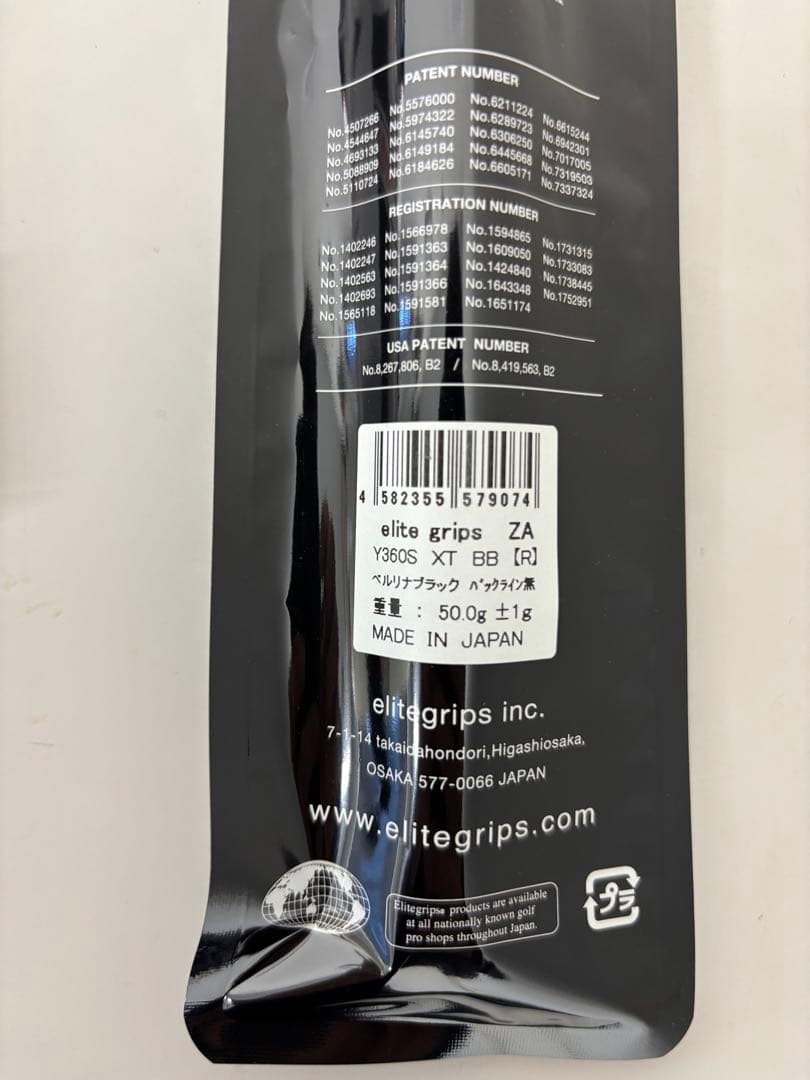 PATENT NUMBER
No.4507266 No.5576000 No.6211224 No.6615244
No.4544647 No.5974322 No.6289723 No.6942301
No.4693133 No.6145740 No.6306250 No.7017005
No.5088909 No.6149184 No.6445668 No.7319503
No.5110724 No.6184626 No.6605171 No.7337324
REGISTRATION NUMBER
No.1402246 No.1566978 No.1594865 No.1731315
No.1402247 No.1591363 No.1609050 No.1733083
No.1402563 No.1591364 No.1424840 No.1738445
No.1402693 No.1591366 No.1643348 No.1752951
No.1565118 No.1591581 No.1651174
USA PATENT NUMBER
No.8,267,806, B2 / No.8,419,563, B2
4 582355 579074
elite grips ZA
Y360S XT BB【R】
ベルリナブラック バックライン無
重量 : 50.0g ±1g
MADE IN JAPAN
elitegrips inc.
7-1-14 takaidahondori,Higashiosaka,
OSAKA 577-0066 JAPAN
www.elitegrips.com
Elitegrips® products are available
at all nationally known golf
pro shops throughout Japan.
プラ